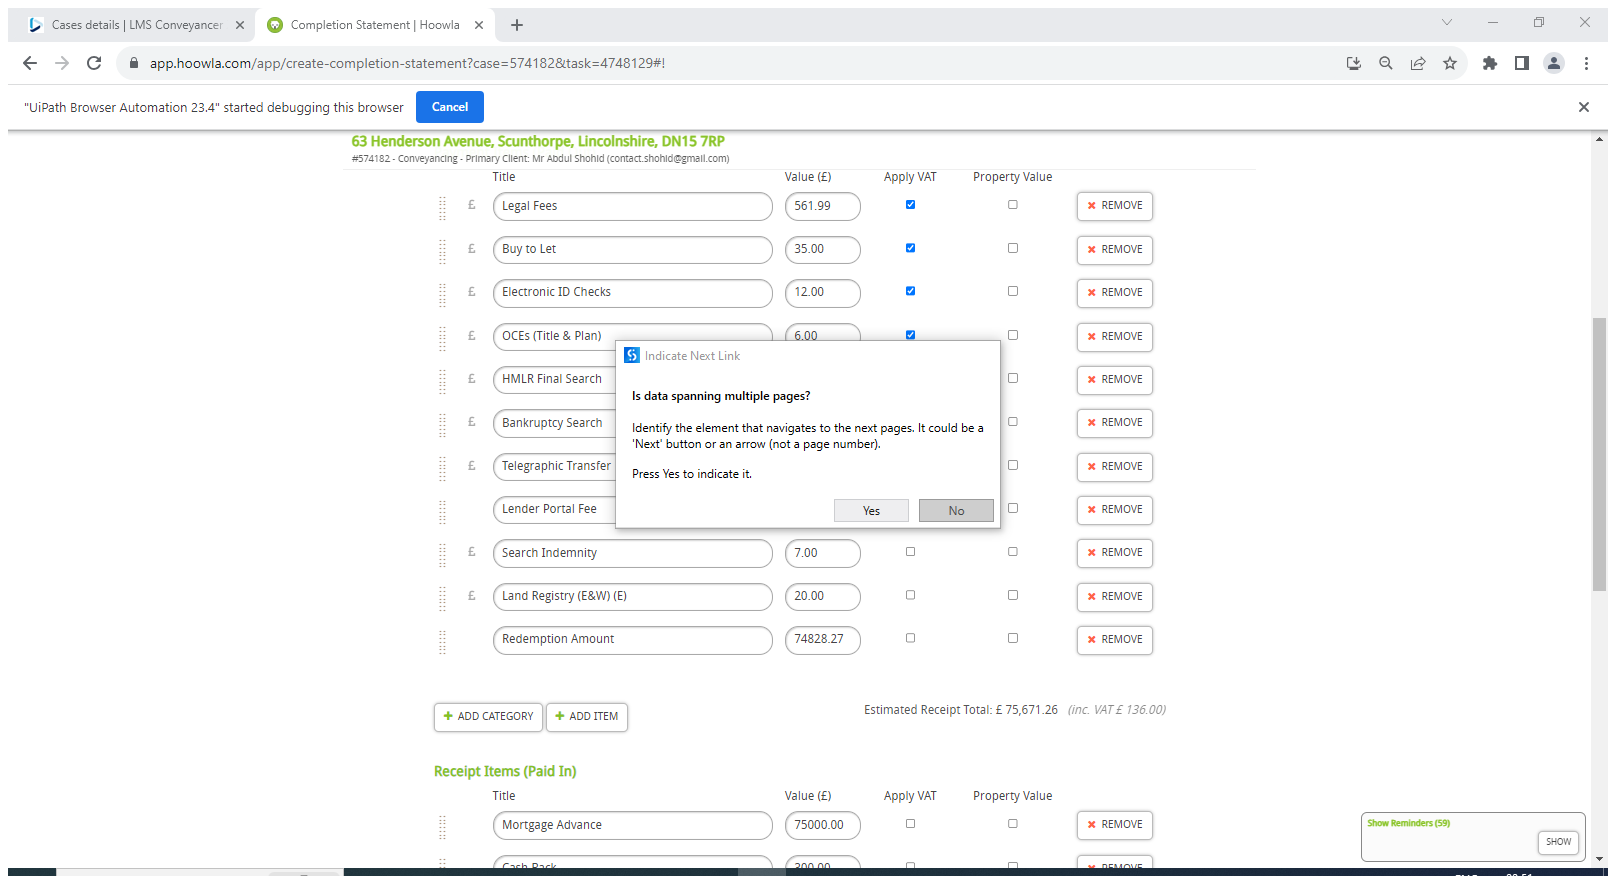 Cases details | LMS Conveyancer
Completion Statement | Hoowla
app.hoowla.com/app/create-completion-statement?case=574182&task=4748129#!
"UiPath Browser Automation 23.4" started debugging this browser
Cancel
63 Henderson Avenue, Scunthorpe, Lincolnshire, DN15 7RP
#574182 - Conveyancing - Primary Client: Mr Abdul Shohid (contact.shohid@gmail.com)
Title Value (£) Apply VAT Property Value
£ Legal Fees 561.99 REMOVE
£ Buy to Let 35.00 REMOVE
£ Electronic ID Checks 12.00 REMOVE
£ OCEs (Title & Plan) 6.00 REMOVE
£ HMLR Final Search REMOVE
£ Bankruptcy Search REMOVE
£ Telegraphic Transfer REMOVE
Lender Portal Fee REMOVE
Indicate Next Link
Is data spanning multiple pages?
Identify the element that navigates to the next pages. It could be a
'Next' button or an arrow (not a page number).
Press Yes to indicate it.
Yes No
£ Search Indemnity 7.00 REMOVE
£ Land Registry (E&W) (E) 20.00 REMOVE
Redemption Amount 74828.27 REMOVE
ADD CATEGORY ADD ITEM
Estimated Receipt Total: £ 75,671.26 (inc. VAT £ 136.00)
Receipt Items (Paid In)
Title Value (£) Apply VAT Property Value
Mortgage Advance 75000.00 REMOVE
Cash Back 300.00 REMOVE
Show Reminders (59)
SHOW